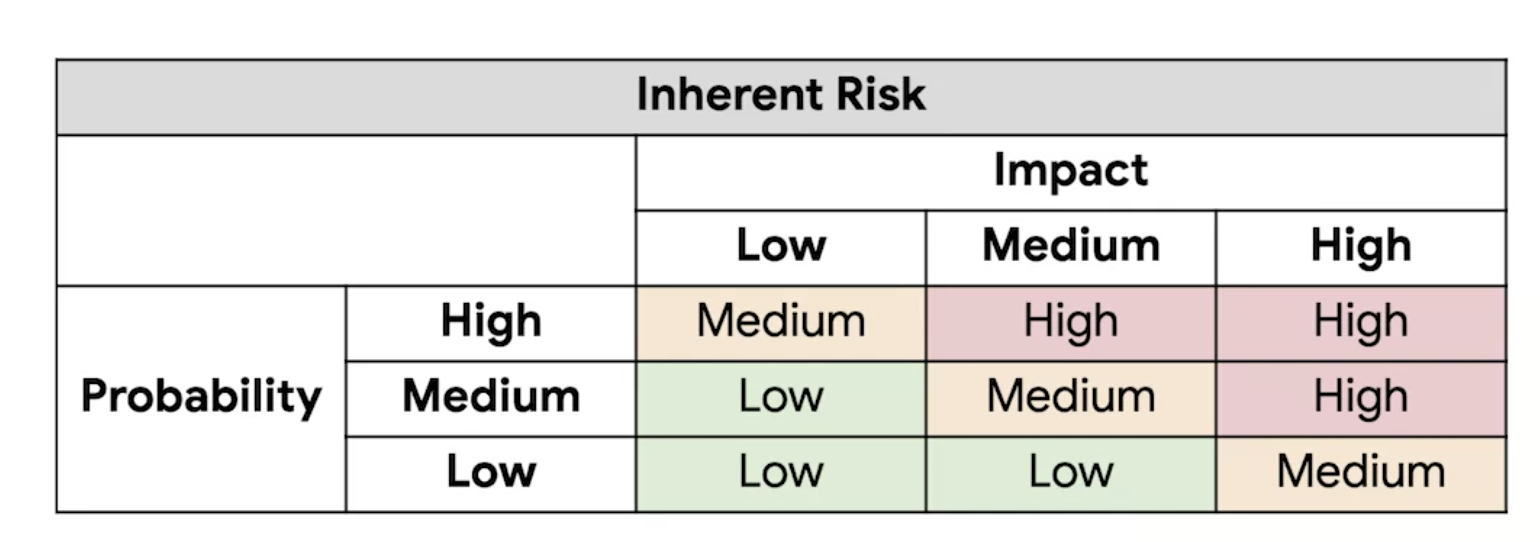 Inherent Risk
Impact
Low Medium High
High Medium High High
Probability Medium Low Medium High
Low Low Low Medium